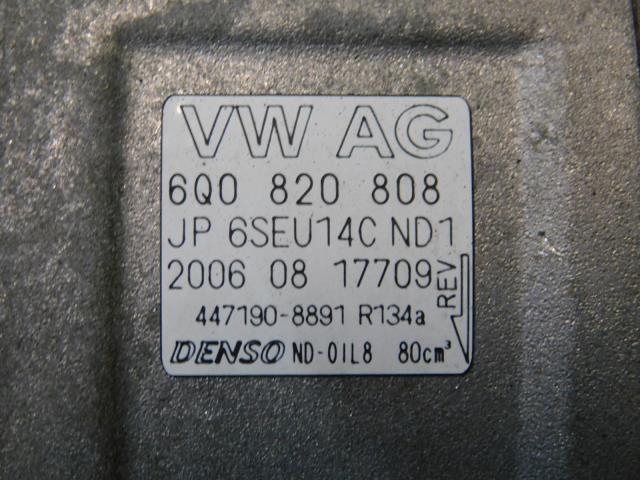 VW AG
6Q0 820 808
JP 6SEU14C ND1
2006 08 17709
REV
447190-8891 R134a
DENSO ND-OIL8 80cm³